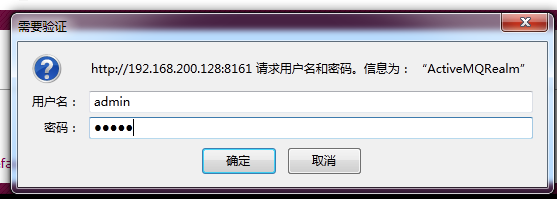 需要验证
http://192.168.200.128:8161 请求用户名和密码。信息为： “ActiveMQRealm”
用户名： admin
密码： ●●●●●
确定 取消
efa